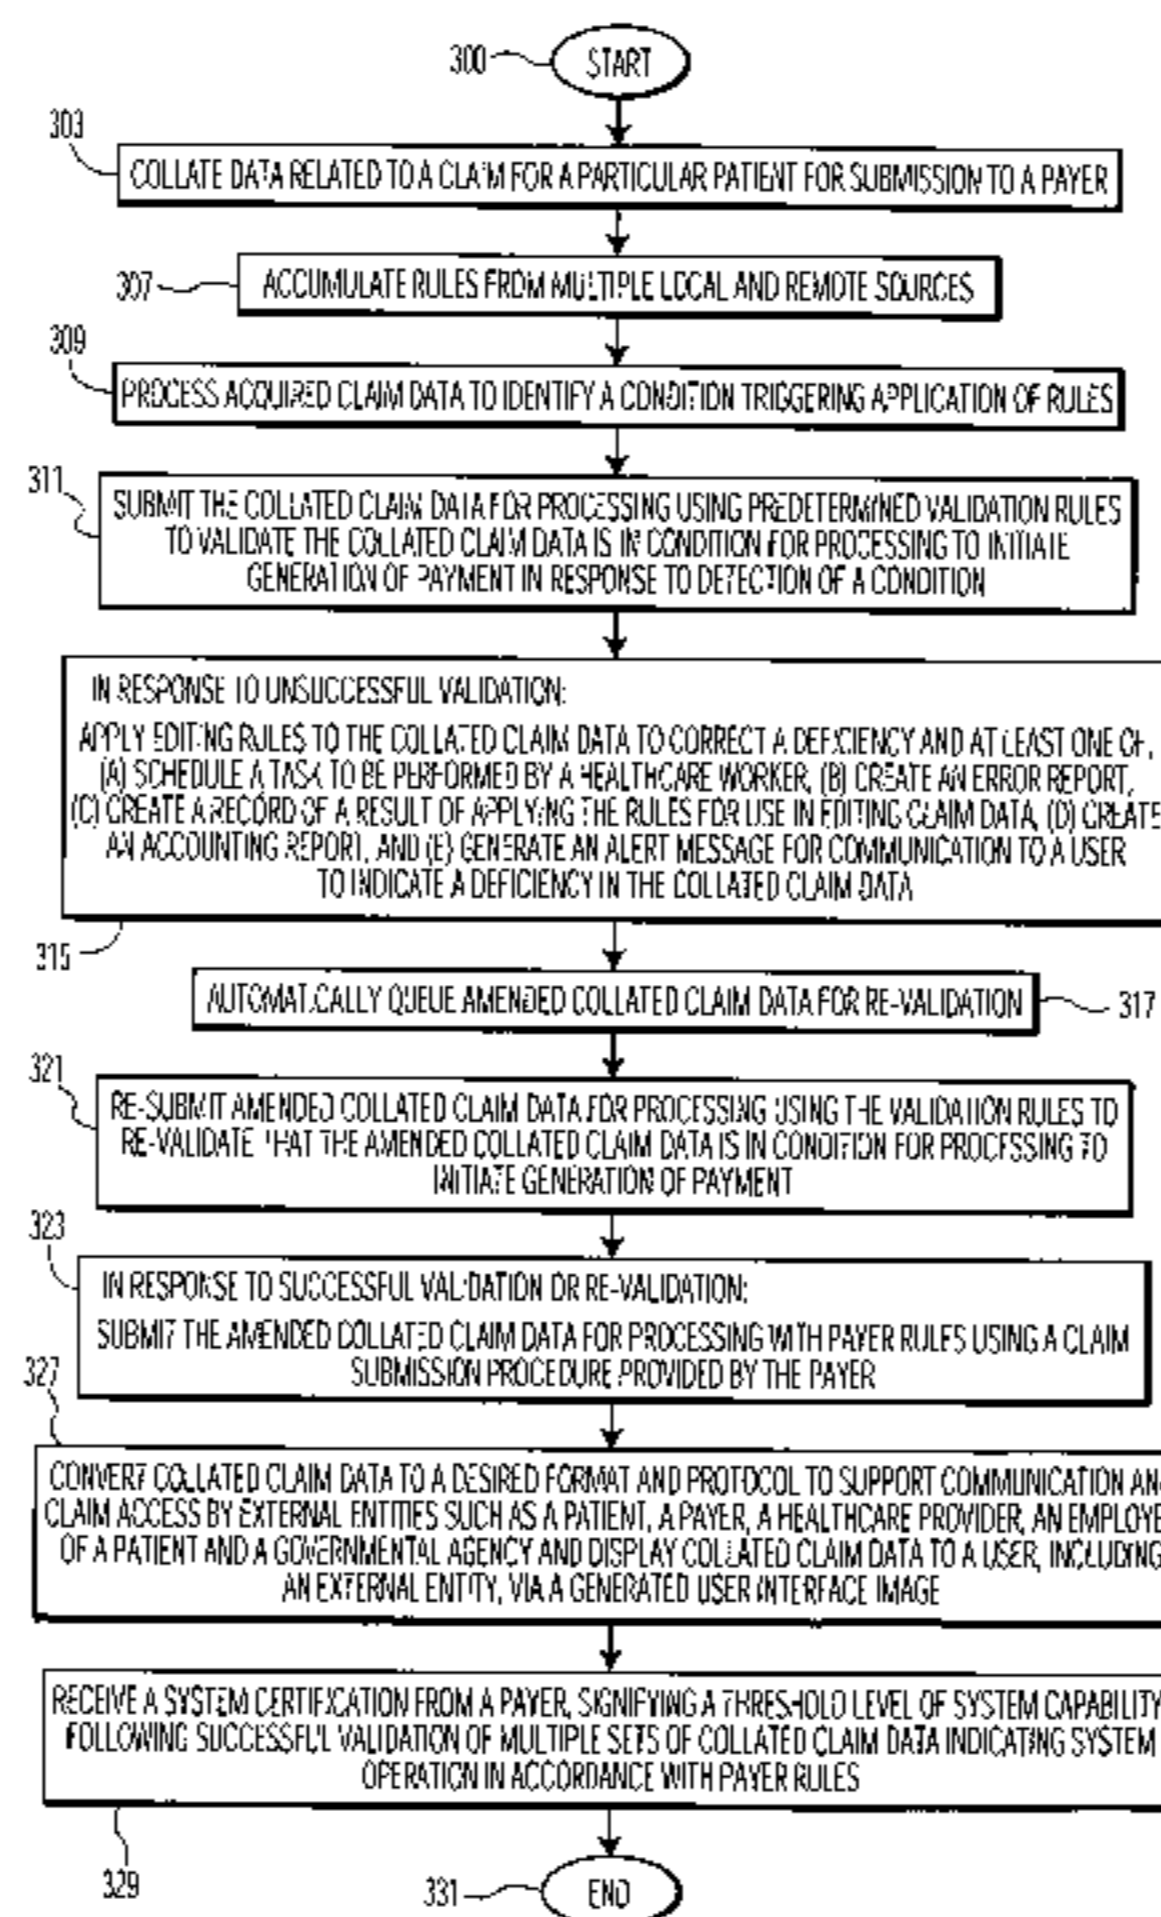 300
START
303
COLLATE DATA RELATED TO A CLAIM FOR A PARTICULAR PATIENT FOR SUBMISSION TO A PAYER
307
ACCUMULATE RULES FROM MULTIPLE LOCAL AND REMOTE SOURCES
309
PROCESS ACQUIRED CLAIM DATA TO IDENTIFY A CONDITION TRIGGERING APPLICATION OF RULES
311
SUBMIT THE COLLATED CLAIM DATA FOR PROCESSING USING PREDETERMINED VALIDATION RULES
TO VALIDATE THE COLLATED CLAIM DATA IS IN CONDITION FOR PROCESSING TO INITIATE
GENERATION OF PAYMENT IN RESPONSE TO DETECTION OF A CONDITION
IN RESPONSE TO UNSUCCESSFUL VALIDATION:
APPLY EDITING RULES TO THE COLLATED CLAIM DATA TO CORRECT A DEFICIENCY AND AT LEAST ONE OF,
(A) SCHEDULE A TASK TO BE PERFORMED BY A HEALTHCARE WORKER, (B) CREATE AN ERROR REPORT,
(C) CREATE A RECORD OF A RESULT OF APPLYING THE RULES FOR USE IN EDITING CLAIM DATA, (D) CREATE
AN ACCOUNTING REPORT, AND (E) GENERATE AN ALERT MESSAGE FOR COMMUNICATION TO A USER
TO INDICATE A DEFICIENCY IN THE COLLATED CLAIM DATA
315
AUTOMATICALLY QUEUE AMENDED COLLATED CLAIM DATA FOR RE-VALIDATION
317
321
RE-SUBMIT AMENDED COLLATED CLAIM DATA FOR PROCESSING USING THE VALIDATION RULES TO
RE-VALIDATE THAT THE AMENDED COLLATED CLAIM DATA IS IN CONDITION FOR PROCESSING TO
INITIATE GENERATION OF PAYMENT
323
IN RESPONSE TO SUCCESSFUL VALIDATION OR RE-VALIDATION:
SUBMIT THE AMENDED COLLATED CLAIM DATA FOR PROCESSING WITH PAYER RULES USING A CLAIM
SUBMISSION PROCEDURE PROVIDED BY THE PAYER
327
CONVERT COLLATED CLAIM DATA TO A DESIRED FORMAT AND PROTOCOL TO SUPPORT COMMUNICATION AN
CLAIM ACCESS BY EXTERNAL ENTITIES SUCH AS A PATIENT, A PAYER, A HEALTHCARE PROVIDER, AN EMPLOYE
OF A PATIENT AND A GOVERNMENTAL AGENCY AND DISPLAY COLLATED CLAIM DATA TO A USER, INCLUDING
AN EXTERNAL ENTITY, VIA A GENERATED USER INTERFACE IMAGE
RECEIVE A SYSTEM CERTIFICATION FROM A PAYER, SIGNIFYING A THRESHOLD LEVEL OF SYSTEM CAPABILITY
FOLLOWING SUCCESSFUL VALIDATION OF MULTIPLE SETS OF COLLATED CLAIM DATA INDICATING SYSTEM
OPERATION IN ACCORDANCE WITH PAYER RULES
329
331
END